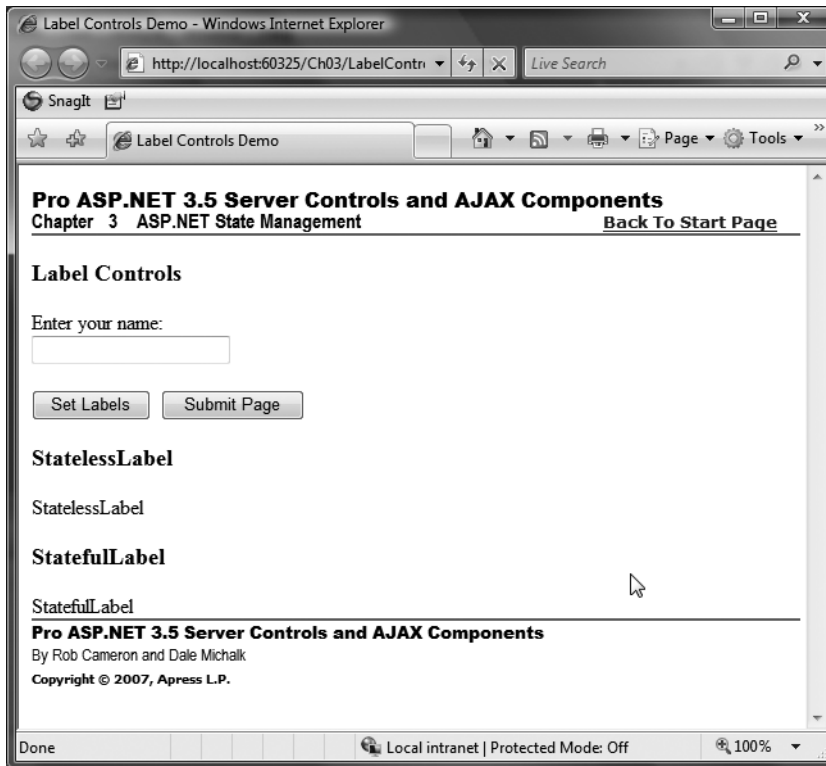 Label Controls Demo - Windows Internet Explorer
http://localhost:60325/Ch03/LabelContr
Live Search
SnagIt
Label Controls Demo
Page
Tools
Pro ASP.NET 3.5 Server Controls and AJAX Components
Chapter 3 ASP.NET State Management Back To Start Page
Label Controls
Enter your name:
Set Labels Submit Page
StatelessLabel
StatelessLabel
StatefulLabel
StatefulLabel
Pro ASP.NET 3.5 Server Controls and AJAX Components
By Rob Cameron and Dale Michalk
Copyright © 2007, Apress L.P.
Done Local intranet | Protected Mode: Off 100%